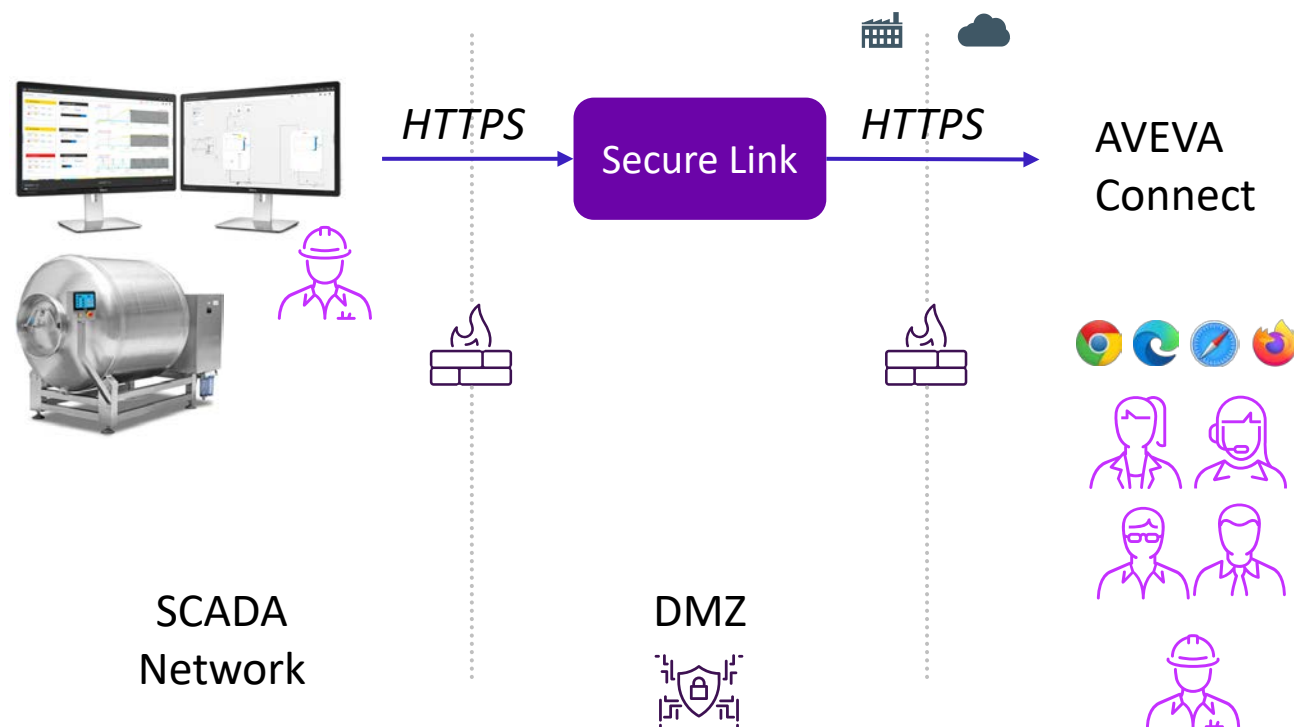 HTTPS
Secure Link
HTTPS
AVEVA
Connect
SCADA
Network
DMZ